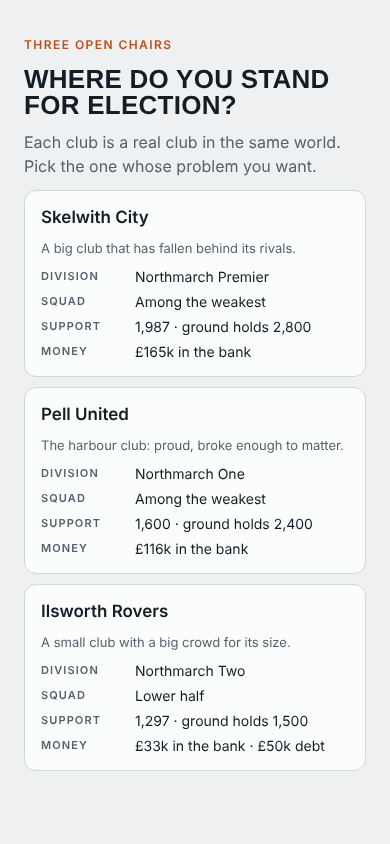 THREE OPEN CHAIRS
WHERE DO YOU STAND
FOR ELECTION?
Each club is a real club in the same world.
Pick the one whose problem you want.
Skelwith City
A big club that has fallen behind its rivals.
DIVISION Northmarch Premier
SQUAD Among the weakest
SUPPORT 1,987 · ground holds 2,800
MONEY £165k in the bank
Pell United
The harbour club: proud, broke enough to matter.
DIVISION Northmarch One
SQUAD Among the weakest
SUPPORT 1,600 · ground holds 2,400
MONEY £116k in the bank
Ilsworth Rovers
A small club with a big crowd for its size.
DIVISION Northmarch Two
SQUAD Lower half
SUPPORT 1,297 · ground holds 1,500
MONEY £33k in the bank · £50k debt